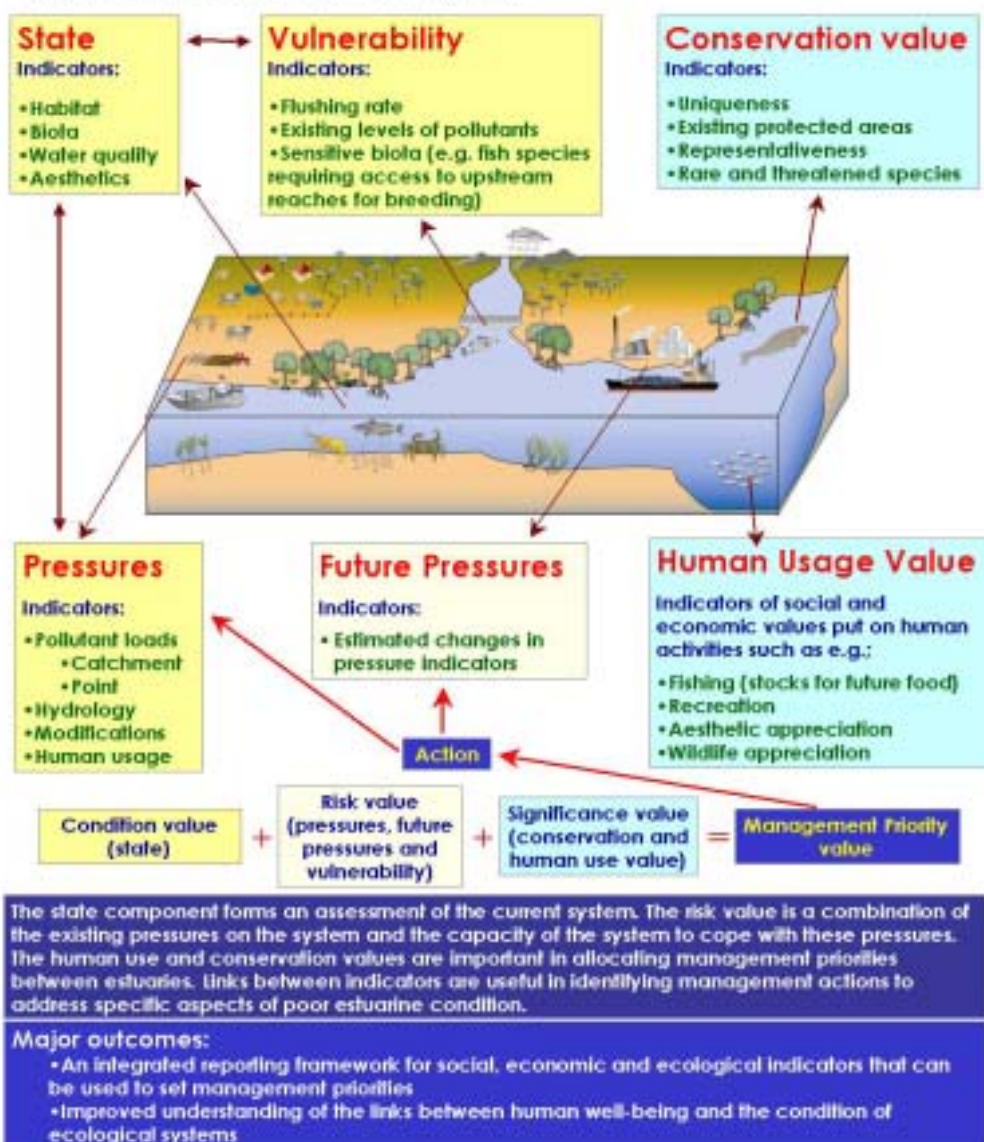 State
Indicators:
•Habitat
•Biota
•Water quality
•Aesthetics
Vulnerability
Indicators:
•Flushing rate
•Existing levels of pollutants
•Sensitive biota (e.g. fish species
requiring access to upstream
reaches for breeding)
Conservation value
Indicators:
•Uniqueness
•Existing protected areas
•Representativeness
•Rare and threatened species
Pressures
Indicators:
•Pollutant loads
•Catchment
•Point
•Hydrology
•Modifications
•Human usage
Future Pressures
Indicators:
• Estimated changes in
pressure indicators
Human Usage Value
Indicators of social and
economic values put on human
activities such as e.g.;
•Fishing (stocks for future food)
•Recreation
•Aesthetic appreciation
•Wildlife appreciation
Action
Condition value
(state)
+
Risk value
(pressures, future
pressures and
vulnerability)
+
Significance value
(conservation and
human use value)
=
Management Priority
value
The state component forms an assessment of the current system. The risk value is a combination of
the existing pressures on the system and the capacity of the system to cope with these pressures.
The human use and conservation values are important in allocating management priorities
between estuaries. Links between indicators are useful in identifying management actions to
address specific aspects of poor estuarine condition.
Major outcomes:
•An integrated reporting framework for social, economic and ecological indicators that can
be used to set management priorities
•Improved understanding of the links between human well-being and the condition of
ecological systems